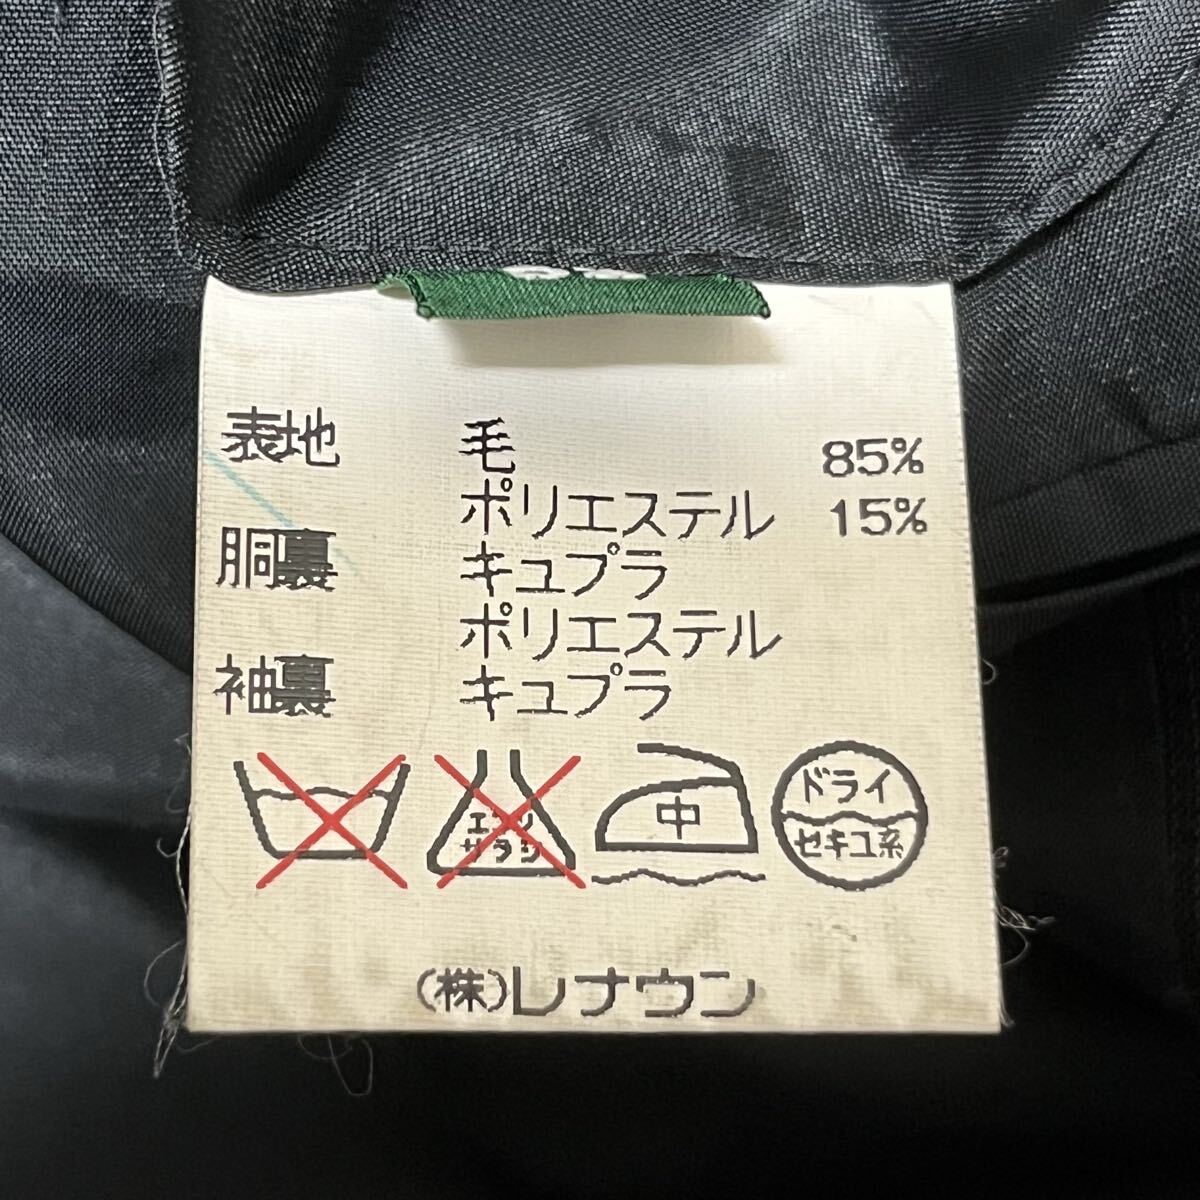 表地 毛 85%
ポリエステル 15%
胴裏 キュプラ
ポリエステル
袖裏 キュプラ
エンソ
サラシ
中
ドライ
セキユ系
(株)レナウン